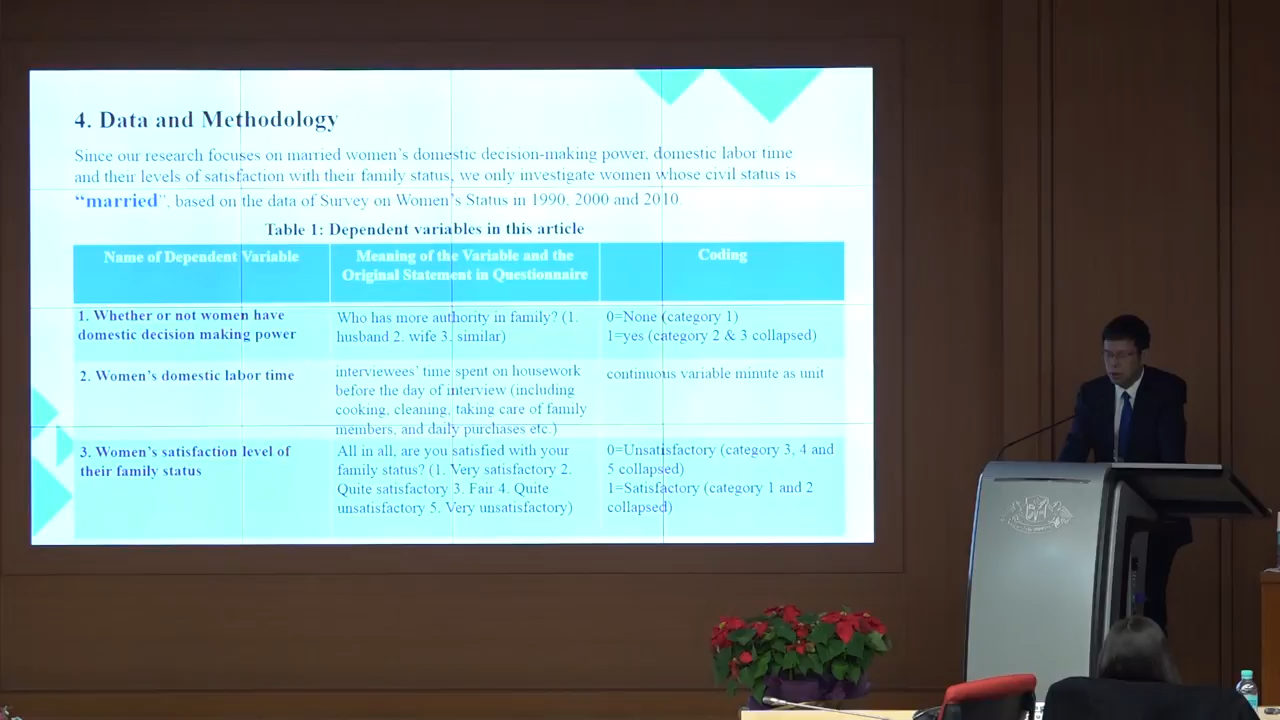 4. Data and Methodology
Since our research focuses on married women's domestic decision-making power, domestic labor time
and their levels of satisfaction with their family status, we only investigate women whose civil status is
“married”, based on the data of Survey on Women's Status in 1990, 2000 and 2010
Table 1: Dependent variables in this article
Name of Dependent Variable
Meaning of the Variable and the
Original Statement in Questionnaire
Coding
1. Whether or not women have
domestic decision making power
Who has more authority in family? (1.
husband 2. wife 3. similar)
0=None (category 1)
1=yes (category 2 & 3 collapsed)
2. Women's domestic labor time
interviewees' time spent on housework
before the day of interview (including
cooking, cleaning, taking care of family
members, and daily purchases etc.)
continuous variable minute as unit
3. Women's satisfaction level of
their family status
All in all, are you satisfied with your
family status? (1. Very satisfactory 2.
Quite satisfactory 3. Fair 4. Quite
unsatisfactory 5. Very unsatisfactory)
0=Unsatisfactory (category 3, 4 and
5 collapsed)
1=Satisfactory (category 1 and 2
collapsed)